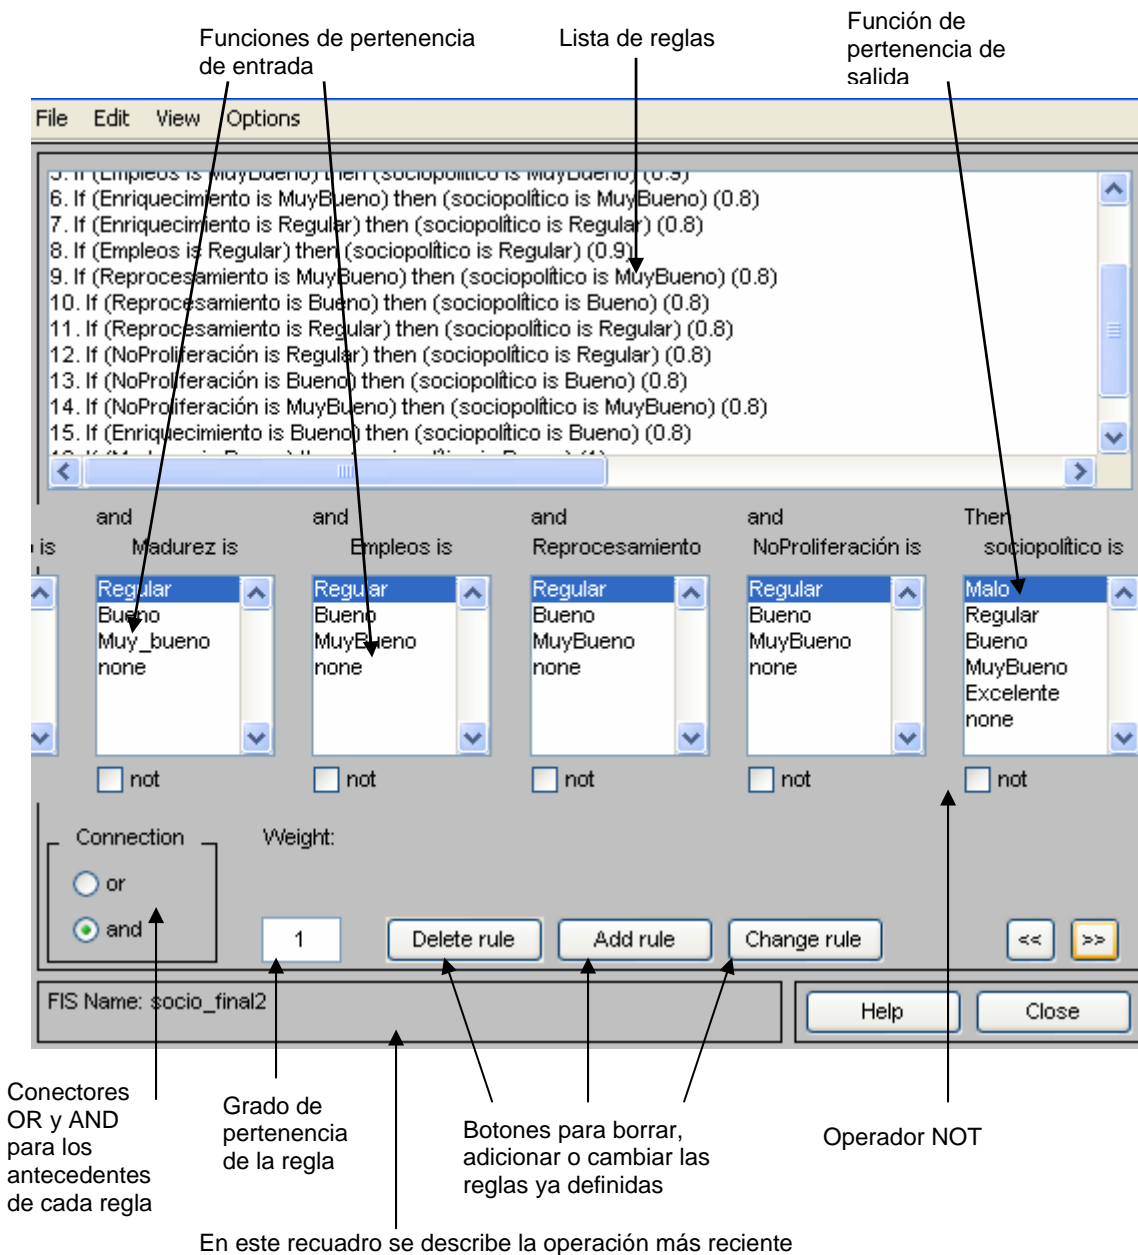 Funciones de pertenencia
de entrada
Lista de reglas
Función de
pertenencia de
salida
File Edit View Options
5. If (Empleos is MuyBueno) then (sociopolítico is MuyBueno) (0.9)
6. If (Enriquecimiento is MuyBueno) then (sociopolítico is MuyBueno) (0.8)
7. If (Enriquecimiento is Regular) then (sociopolítico is Regular) (0.8)
8. If (Empleos is Regular) then (sociopolítico is Regular) (0.9)
9. If (Reprocesamiento is MuyBueno) then (sociopolítico is MuyBueno) (0.8)
10. If (Reprocesamiento is Bueno) then (sociopolítico is Bueno) (0.8)
11. If (Reprocesamiento is Regular) then (sociopolítico is Regular) (0.8)
12. If (NoProliferación is Regular) then (sociopolítico is Regular) (0.8)
13. If (NoProliferación is Bueno) then (sociopolítico is Bueno) (0.8)
14. If (NoProliferación is MuyBueno) then (sociopolítico is MuyBueno) (0.8)
15. If (Enriquecimiento is Bueno) then (sociopolítico is Bueno) (0.8)
and and and and Then
is Madurez is Empleos is Reprocesamiento NoProliferación is sociopolítico is
Regular
Bueno
Muy_bueno
none
Regular
Bueno
MuyBueno
none
Regular
Bueno
MuyBueno
none
Regular
Bueno
MuyBueno
none
Malo
Regular
Bueno
MuyBueno
Excelente
none
not not not not not
Connection
or
and
Weight:
1
Delete rule Add rule Change rule << >>
FIS Name: socio_final2
Help Close
Conectores
OR y AND
para los
antecedentes
de cada regla
Grado de
pertenencia
de la regla
Botones para borrar,
adicionar o cambiar las
reglas ya definidas
Operador NOT
En este recuadro se describe la operación más reciente